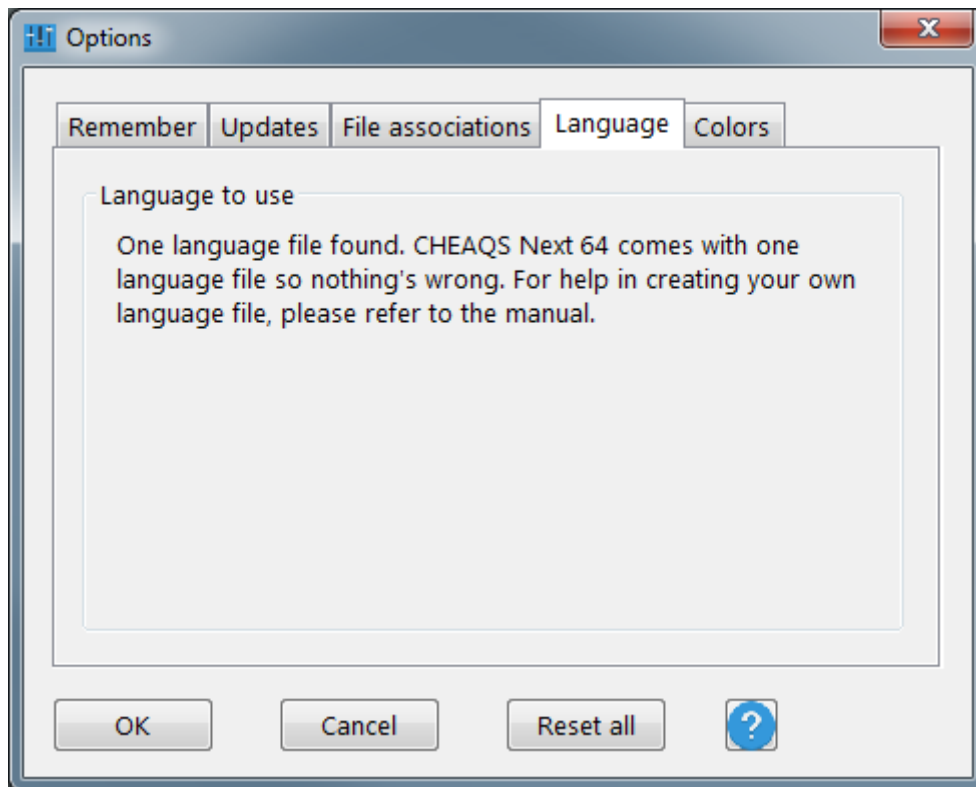 Options
Remember
Updates
File associations
Language
Colors
Language to use
One language file found. CHEAQS Next 64 comes with one
language file so nothing's wrong. For help in creating your own
language file, please refer to the manual.
OK
Cancel
Reset all
?